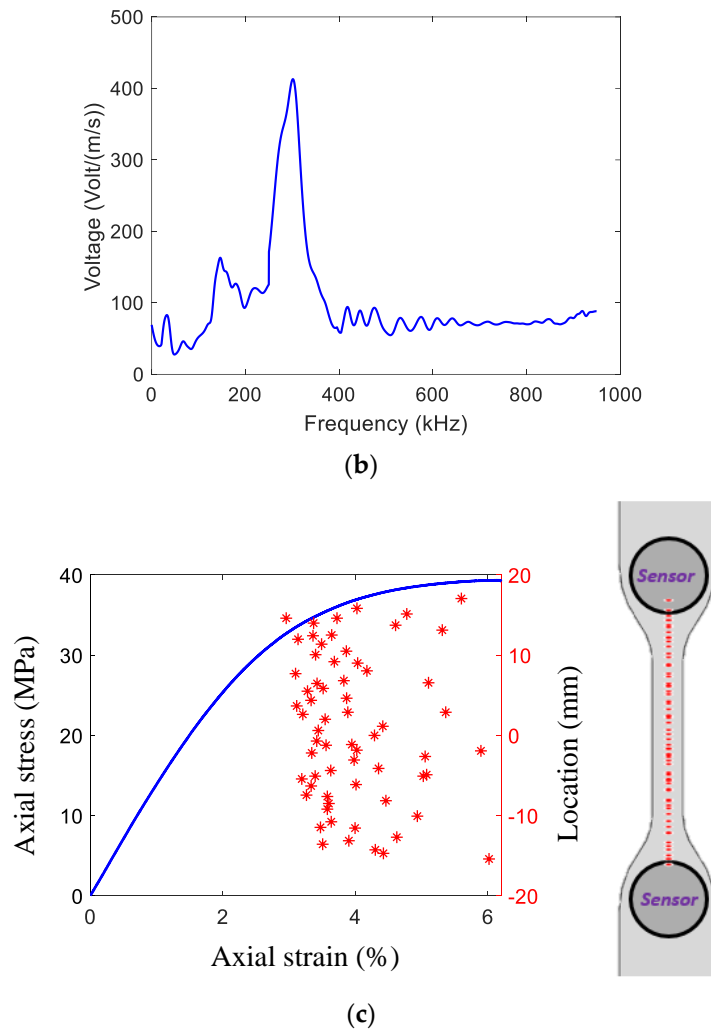 500
400
300
200
100
0
Voltage (Volt/(m/s))
0 200 400 600 800 1000
Frequency (kHz)
(b)
40
30
20
10
0
Axial stress (MPa)
20
10
0
-10
-20
Location (mm)
0 2 4 6
Axial strain (%)
Sensor
Sensor
(c)